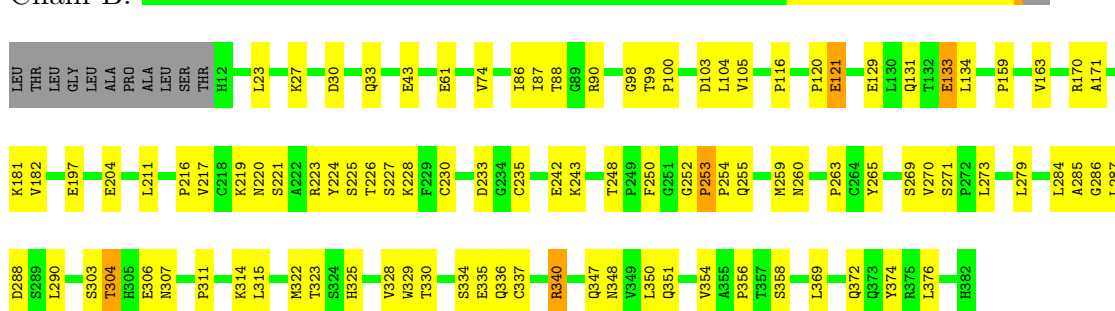 LEU THR LEU LEU GLY LEU ALA PRO ALA LEU SER THR H12 L23 K27 D30 Q33 E43 E61 V74 I86 I87 T88 G89 R90 G98 T99 P100 D103 L104 V105 P116 P120 E121 E129 L130 Q131 T132 E133 L134 P159 V163 R170 A171
K181 V182 E197 E204 L211 P216 V217 C218 K219 N220 S221 A222 R223 Y224 S225 T226 S227 K228 F229 C230 D233 G234 C235 E242 K243 T248 P249 F250 G251 G252 P253 P254 Q255 M259 N260 P263 C264 Y265 S269 V270 S271 P272 L273 L279 L284 A285 G286 L287
D288 S289 L290 S303 T304 H305 E306 N307 P311 K314 L315 M322 T323 S324 H325 V328 W329 T330 S334 E335 Q336 C337 R340 Q347 N348 V349 L350 Q351 V354 A355 P356 T357 S358 L369 Q372 Q373 Y374 R375 L376 H382